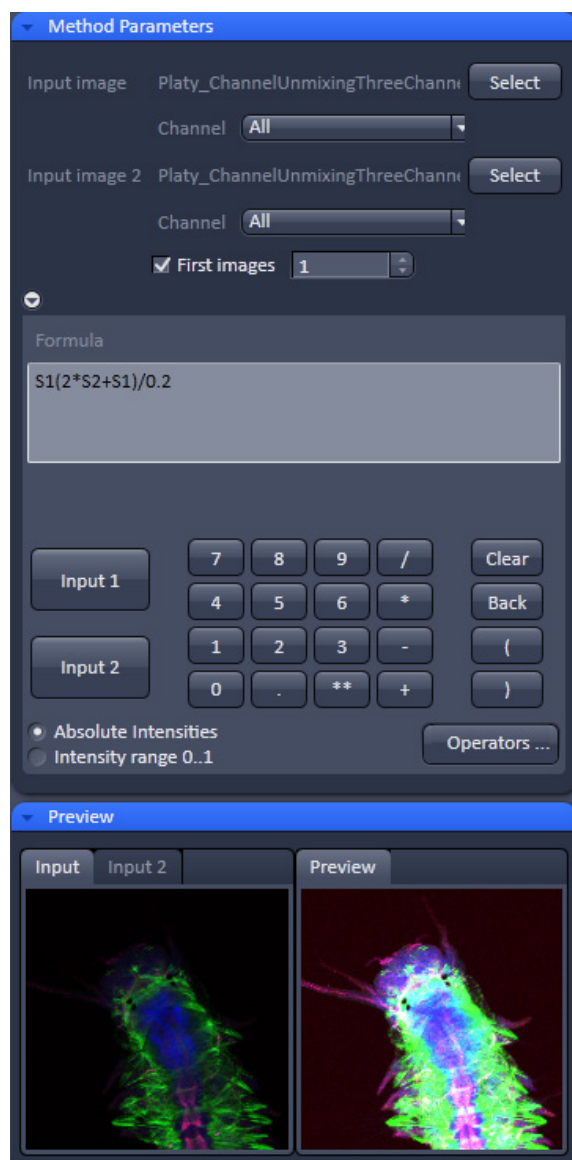 Method Parameters
Input image Platy_ChannelUnmixingThreeChanne Select
Channel All
Input image 2 Platy_ChannelUnmixingThreeChanne Select
Channel All
First images 1
Formula
S1(2*S2+S1)/0.2
Input 1
Input 2
7 8 9 / Clear
4 5 6 * Back
1 2 3 - (
0 . ** + )
Absolute Intensities
Intensity range 0..1
Operators ...
Preview
Input Input 2 Preview